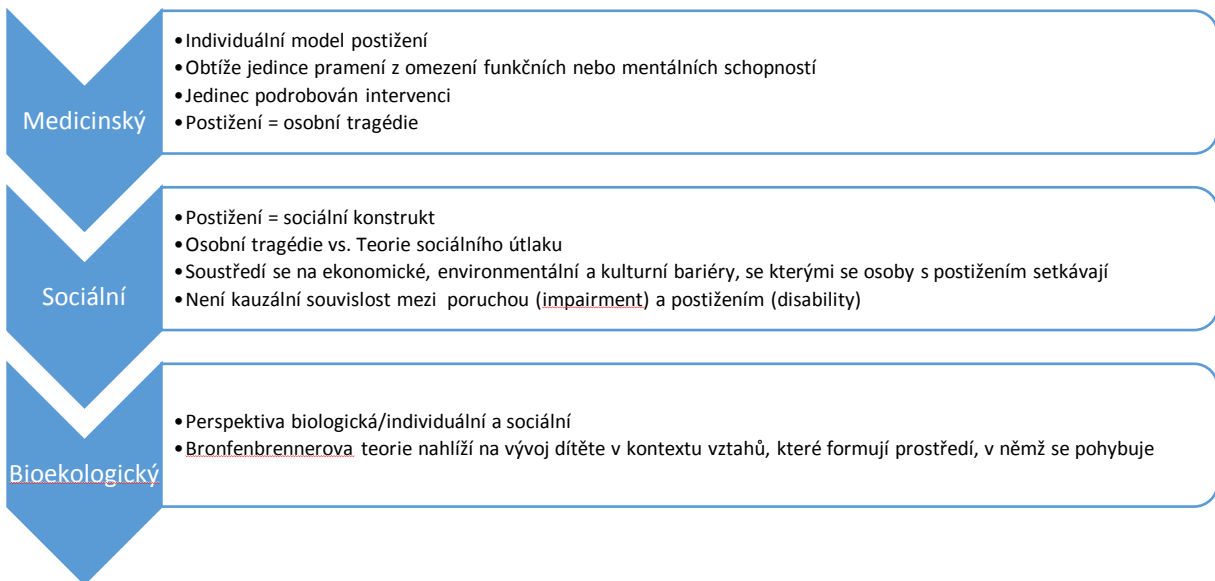 Medicinský
•Individuální model postižení
•Obtíže jedince pramení z omezení funkčních nebo mentálních schopností
•Jedinec podrobován intervenci
•Postižení = osobní tragédie
Sociální
•Postižení = sociální konstrukt
•Osobní tragédie vs. Teorie sociálního útlaku
•Soustředí se na ekonomické, environmentální a kulturní bariéry, se kterými se osoby s postižením setkávají
•Není kauzální souvislost mezi poruchou (impairment) a postižením (disability)
Bioekologický
•Perspektiva biologická/individuální a sociální
•Bronfenbrennerova teorie nahlíží na vývoj dítěte v kontextu vztahů, které formují prostředí, v němž se pohybuje